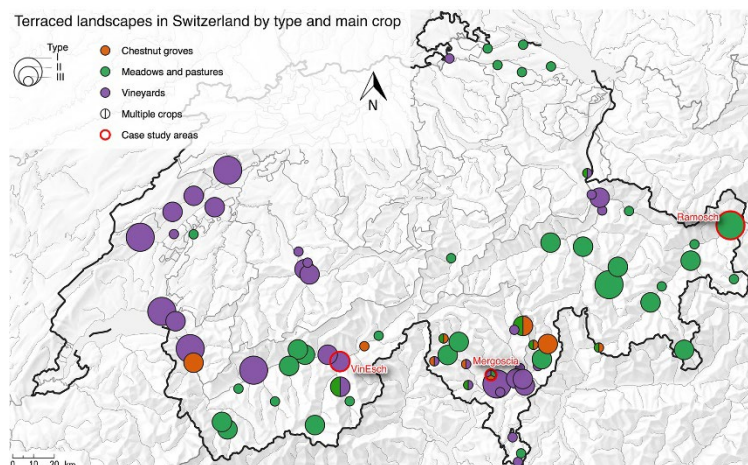 Terraced landscapes in Switzerland by type and main crop
Type
I
II
III
Chestnut groves
Meadows and pastures
Vineyards
Multiple crops
Case study areas
N
Ramosch
VinEsch
Mergoscia
0 10 20 km